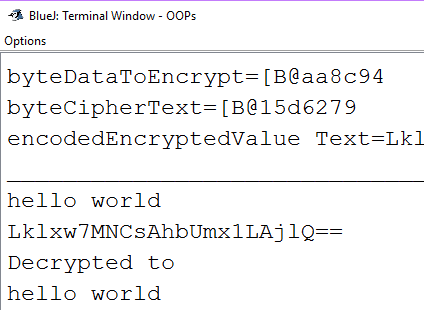 BlueJ: Terminal Window - OOPs
Options
byteDataToEncrypt=[B@aa8c94
byteCipherText=[B@15d6279
encodedEncryptedValue Text=Lkl
hello world
Lklxw7MNCsAhbUmx1LAjlQ==
Decrypted to
hello world